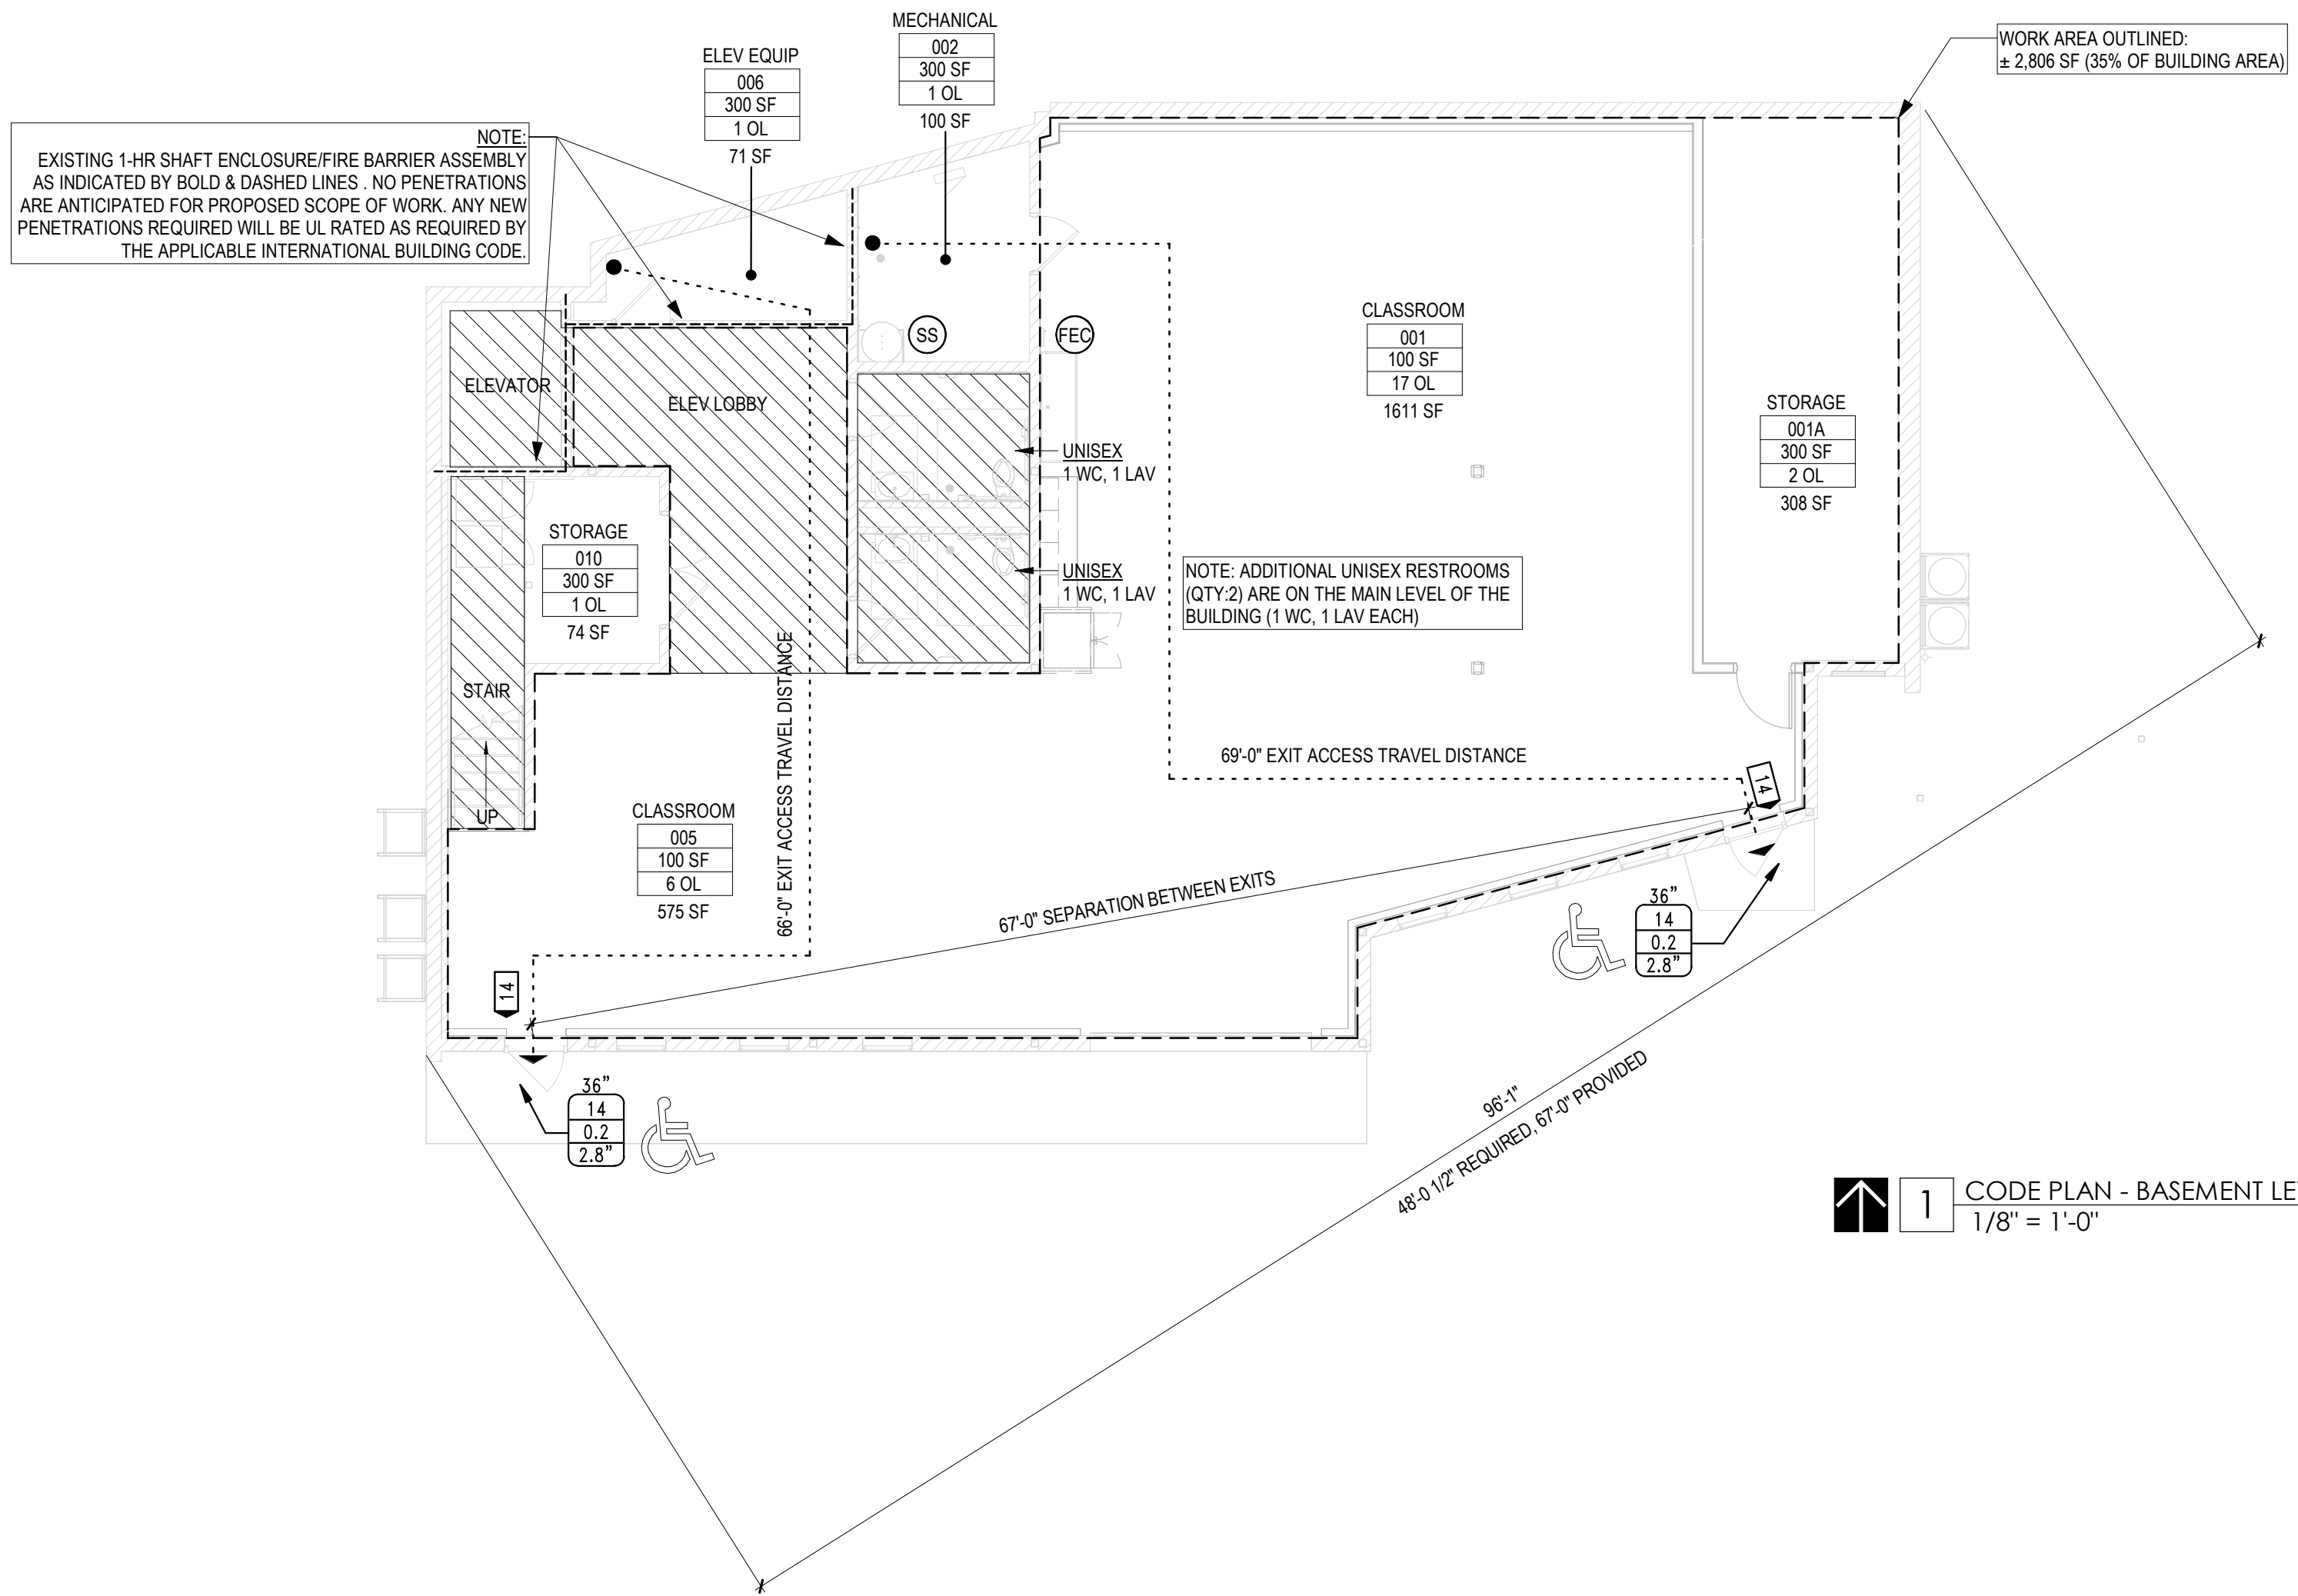 MECHANICAL
002
300 SF
1 OL
100 SF
ELEV EQUIP
006
300 SF
1 OL
71 SF
WORK AREA OUTLINED:
± 2,806 SF (35% OF BUILDING AREA)
NOTE:
EXISTING 1-HR SHAFT ENCLOSURE/FIRE BARRIER ASSEMBLY
AS INDICATED BY BOLD & DASHED LINES . NO PENETRATIONS
ARE ANTICIPATED FOR PROPOSED SCOPE OF WORK. ANY NEW
PENETRATIONS REQUIRED WILL BE UL RATED AS REQUIRED BY
THE APPLICABLE INTERNATIONAL BUILDING CODE.
SS
FEC
CLASSROOM
001
100 SF
17 OL
1611 SF
ELEVATOR
ELEV LOBBY
STORAGE
001A
300 SF
2 OL
308 SF
UNISEX
1 WC, 1 LAV
STORAGE
010
300 SF
1 OL
74 SF
UNISEX
1 WC, 1 LAV
NOTE: ADDITIONAL UNISEX RESTROOMS
(QTY:2) ARE ON THE MAIN LEVEL OF THE
BUILDING (1 WC, 1 LAV EACH)
STAIR
UP
66'-0" EXIT ACCESS TRAVEL DISTANCE
69'-0" EXIT ACCESS TRAVEL DISTANCE
14
CLASSROOM
005
100 SF
6 OL
575 SF
67'-0" SEPARATION BETWEEN EXITS
36"
14
0.2
2.8"
14
36"
14
0.2
2.8"
96'-1"
48'-0 1/2" REQUIRED, 67'-0" PROVIDED
1
CODE PLAN - BASEMENT
1/8" = 1'-0"